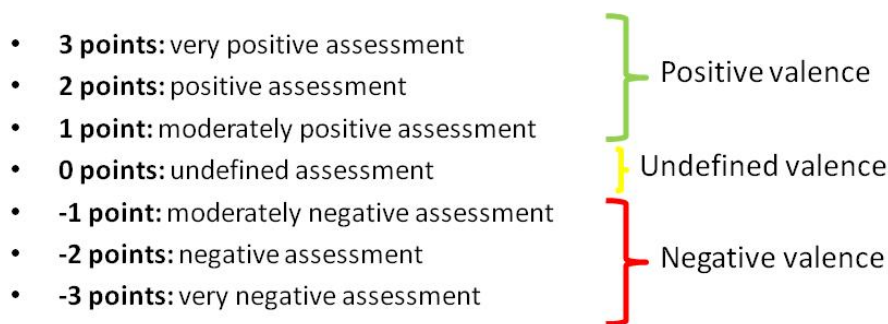 • 3 points: very positive assessment
• 2 points: positive assessment
• 1 point: moderately positive assessment
Positive valence
• 0 points: undefined assessment
Undefined valence
• -1 point: moderately negative assessment
• -2 points: negative assessment
• -3 points: very negative assessment
Negative valence